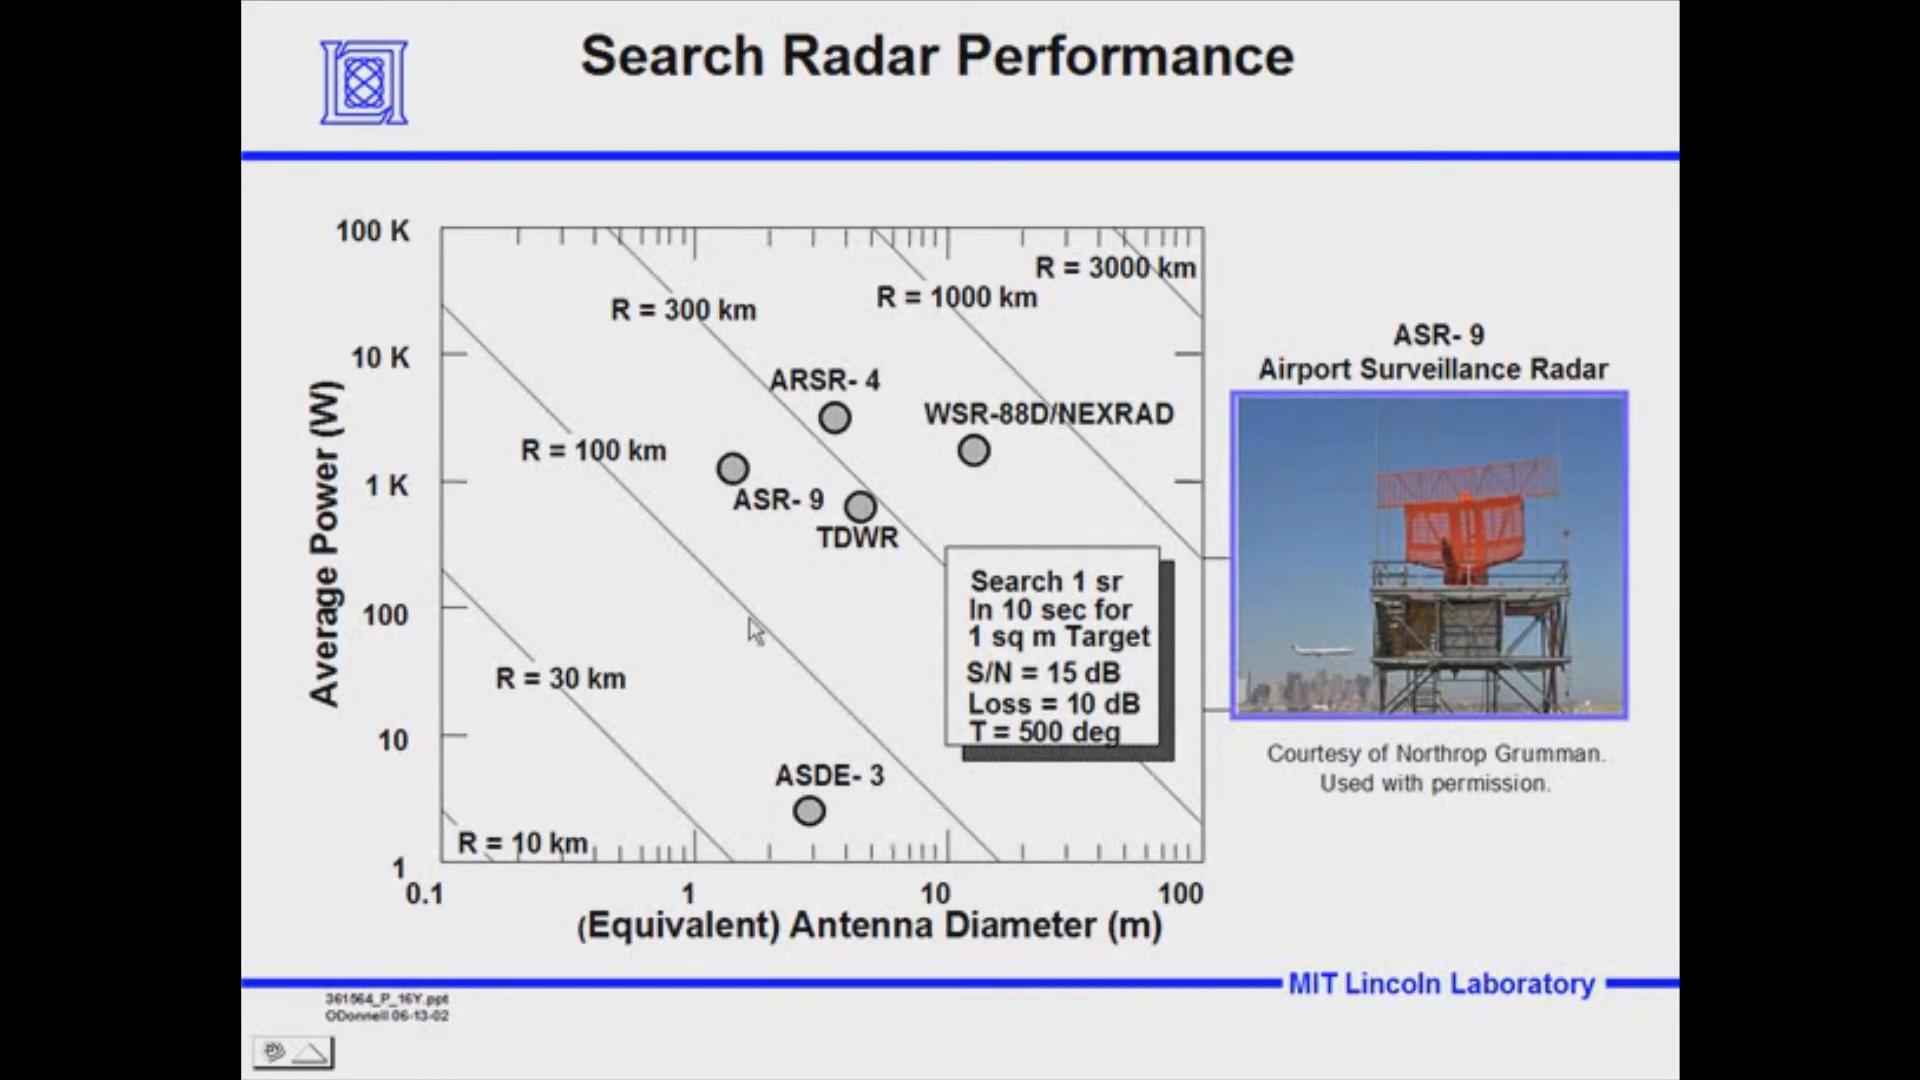 Search Radar Performance
100 K
10 K
1 K
100
10
1
Average Power (W)
0.1
1
10
100
(Equivalent) Antenna Diameter (m)
R = 3000 km
R = 1000 km
R = 300 km
R = 100 km
R = 30 km
R = 10 km
ARSR- 4
WSR-88D/NEXRAD
ASR- 9
TDWR
ASDE- 3
Search 1 sr
In 10 sec for
1 sq m Target
S/N = 15 dB
Loss = 10 dB
T = 500 deg
ASR- 9
Airport Surveillance Radar
Courtesy of Northrop Grumman.
Used with permission.
MIT Lincoln Laboratory
361564_P_16Y.ppt
ODonnell 06-13-02